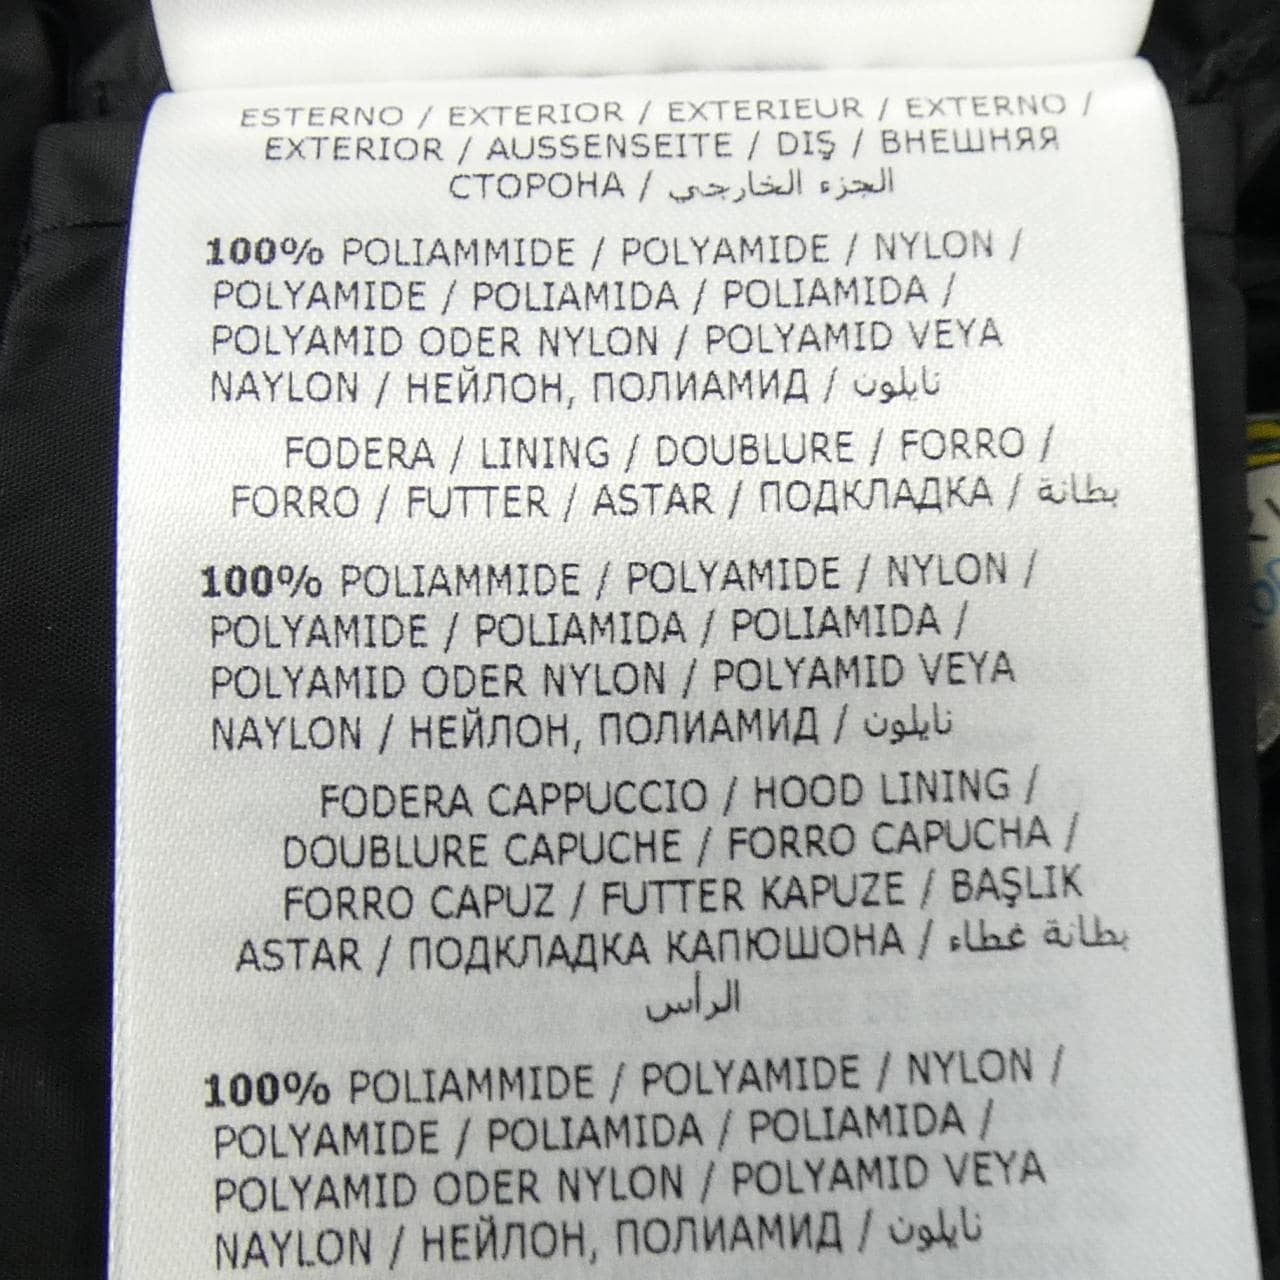 ESTERNO / EXTERIOR / EXTERIEUR / EXTERNO /
EXTERIOR / AUSSENSEITE / DIŞ / ВНЕШНЯЯ
СТОРОНА / الجزء الخارجي
100% POLIAMMIDE / POLYAMIDE / NYLON /
POLYAMIDE / POLIAMIDA / POLIAMIDA /
POLYAMID ODER NYLON / POLYAMID VEYA
NAYLON / НЕЙЛОН, ПОЛИАМИД / نايلون
FODERA / LINING / DOUBLURE / FORRO /
FORRO / FUTTER / ASTAR / ПОДКЛАДКА / بطانة
100% POLIAMMIDE / POLYAMIDE / NYLON /
POLYAMIDE / POLIAMIDA / POLIAMIDA /
POLYAMID ODER NYLON / POLYAMID VEYA
NAYLON / НЕЙЛОН, ПОЛИАМИД / نايلون
FODERA CAPPUCCIO / HOOD LINING /
DOUBLURE CAPUCHE / FORRO CAPUCHA /
FORRO CAPUZ / FUTTER KAPUZE / BAŞLIK
ASTAR / ПОДКЛАДКА КАПЮШОНА / بطانة غطاء
الرأس
100% POLIAMMIDE / POLYAMIDE / NYLON /
POLYAMIDE / POLIAMIDA / POLIAMIDA /
POLYAMID ODER NYLON / POLYAMID VEYA
NAYLON / НЕЙЛОН, ПОЛИАМИД / نايلون